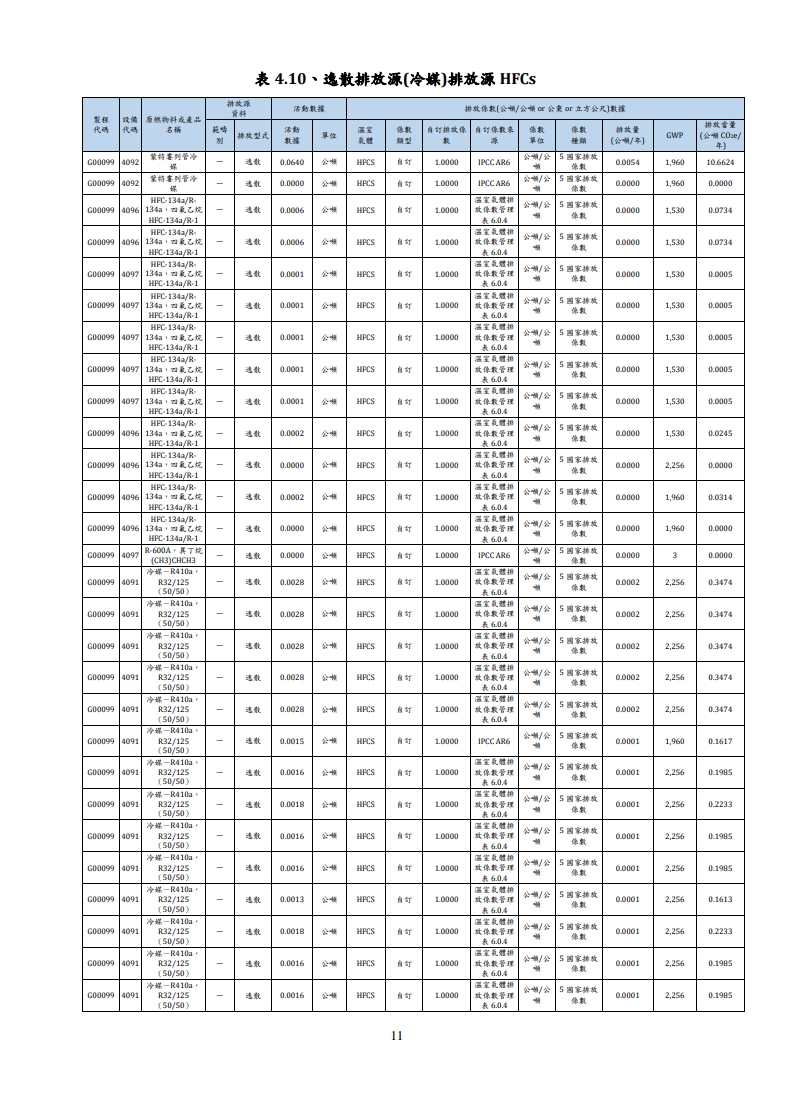 表 4.10、逸散排放源(冷媒)排放源 HFCs
製程代碼 設備代碼 原燃物料或產品名稱 排放源資料 活動數據 排放係數(公噸/公噸 or 公秉 or 立方公尺)數據
範疇別 排放型式 活動數據 單位 溫室氣體 係數類型 自訂排放係數 自訂係數來源 係數單位 係數種類 排放量(公噸/年) GWP 排放當量(公噸 CO2e/年)
G00099 4092 蒙特婁列管冷媒 — 逸散 0.0640 公噸 HFCS 自訂 1.0000 IPCC AR6 公噸/公噸 5 國家排放係數 0.0054 1,960 10.6624
G00099 4092 蒙特婁列管冷媒 — 逸散 0.0000 公噸 HFCS 自訂 1.0000 IPCC AR6 公噸/公噸 5 國家排放係數 0.0000 1,960 0.0000
G00099 4096 HFC-134a/R-134a，四氟乙烷 HFC-134a/R-1 — 逸散 0.0006 公噸 HFCS 自訂 1.0000 溫室氣體排放係數管理表 6.0.4 公噸/公噸 5 國家排放係數 0.0000 1,530 0.0734
G00099 4096 HFC-134a/R-134a，四氟乙烷 HFC-134a/R-1 — 逸散 0.0006 公噸 HFCS 自訂 1.0000 溫室氣體排放係數管理表 6.0.4 公噸/公噸 5 國家排放係數 0.0000 1,530 0.0734
G00099 4097 HFC-134a/R-134a，四氟乙烷 HFC-134a/R-1 — 逸散 0.0001 公噸 HFCS 自訂 1.0000 溫室氣體排放係數管理表 6.0.4 公噸/公噸 5 國家排放係數 0.0000 1,530 0.0005
G00099 4097 HFC-134a/R-134a，四氟乙烷 HFC-134a/R-1 — 逸散 0.0001 公噸 HFCS 自訂 1.0000 溫室氣體排放係數管理表 6.0.4 公噸/公噸 5 國家排放係數 0.0000 1,530 0.0005
G00099 4097 HFC-134a/R-134a，四氟乙烷 HFC-134a/R-1 — 逸散 0.0001 公噸 HFCS 自訂 1.0000 溫室氣體排放係數管理表 6.0.4 公噸/公噸 5 國家排放係數 0.0000 1,530 0.0005
G00099 4097 HFC-134a/R-134a，四氟乙烷 HFC-134a/R-1 — 逸散 0.0001 公噸 HFCS 自訂 1.0000 溫室氣體排放係數管理表 6.0.4 公噸/公噸 5 國家排放係數 0.0000 1,530 0.0005
G00099 4097 HFC-134a/R-134a，四氟乙烷 HFC-134a/R-1 — 逸散 0.0001 公噸 HFCS 自訂 1.0000 溫室氣體排放係數管理表 6.0.4 公噸/公噸 5 國家排放係數 0.0000 1,530 0.0005
G00099 4096 HFC-134a/R-134a，四氟乙烷 HFC-134a/R-1 — 逸散 0.0002 公噸 HFCS 自訂 1.0000 溫室氣體排放係數管理表 6.0.4 公噸/公噸 5 國家排放係數 0.0000 1,530 0.0245
G00099 4096 HFC-134a/R-134a，四氟乙烷 HFC-134a/R-1 — 逸散 0.0000 公噸 HFCS 自訂 1.0000 溫室氣體排放係數管理表 6.0.4 公噸/公噸 5 國家排放係數 0.0000 2,256 0.0000
G00099 4096 HFC-134a/R-134a，四氟乙烷 HFC-134a/R-1 — 逸散 0.0002 公噸 HFCS 自訂 1.0000 溫室氣體排放係數管理表 6.0.4 公噸/公噸 5 國家排放係數 0.0000 1,960 0.0314
G00099 4096 HFC-134a/R-134a，四氟乙烷 HFC-134a/R-1 — 逸散 0.0000 公噸 HFCS 自訂 1.0000 溫室氣體排放係數管理表 6.0.4 公噸/公噸 5 國家排放係數 0.0000 1,960 0.0000
G00099 4097 R-600A，異丁烷 (CH3)CHCH3 — 逸散 0.0000 公噸 HFCS 自訂 1.0000 IPCC AR6 公噸/公噸 5 國家排放係數 0.0000 3 0.0000
G00099 4091 冷媒－R410a，R32/125（50/50） — 逸散 0.0028 公噸 HFCS 自訂 1.0000 溫室氣體排放係數管理表 6.0.4 公噸/公噸 5 國家排放係數 0.0002 2,256 0.3474
G00099 4091 冷媒－R410a，R32/125（50/50） — 逸散 0.0028 公噸 HFCS 自訂 1.0000 溫室氣體排放係數管理表 6.0.4 公噸/公噸 5 國家排放係數 0.0002 2,256 0.3474
G00099 4091 冷媒－R410a，R32/125（50/50） — 逸散 0.0028 公噸 HFCS 自訂 1.0000 溫室氣體排放係數管理表 6.0.4 公噸/公噸 5 國家排放係數 0.0002 2,256 0.3474
G00099 4091 冷媒－R410a，R32/125（50/50） — 逸散 0.0028 公噸 HFCS 自訂 1.0000 溫室氣體排放係數管理表 6.0.4 公噸/公噸 5 國家排放係數 0.0002 2,256 0.3474
G00099 4091 冷媒－R410a，R32/125（50/50） — 逸散 0.0028 公噸 HFCS 自訂 1.0000 溫室氣體排放係數管理表 6.0.4 公噸/公噸 5 國家排放係數 0.0002 2,256 0.3474
G00099 4091 冷媒－R410a，R32/125（50/50） — 逸散 0.0015 公噸 HFCS 自訂 1.0000 IPCC AR6 公噸/公噸 5 國家排放係數 0.0001 1,960 0.1617
G00099 4091 冷媒－R410a，R32/125（50/50） — 逸散 0.0016 公噸 HFCS 自訂 1.0000 溫室氣體排放係數管理表 6.0.4 公噸/公噸 5 國家排放係數 0.0001 2,256 0.1985
G00099 4091 冷媒－R410a，R32/125（50/50） — 逸散 0.0018 公噸 HFCS 自訂 1.0000 溫室氣體排放係數管理表 6.0.4 公噸/公噸 5 國家排放係數 0.0001 2,256 0.2233
G00099 4091 冷媒－R410a，R32/125（50/50） — 逸散 0.0016 公噸 HFCS 自訂 1.0000 溫室氣體排放係數管理表 6.0.4 公噸/公噸 5 國家排放係數 0.0001 2,256 0.1985
G00099 4091 冷媒－R410a，R32/125（50/50） — 逸散 0.0016 公噸 HFCS 自訂 1.0000 溫室氣體排放係數管理表 6.0.4 公噸/公噸 5 國家排放係數 0.0001 2,256 0.1985
G00099 4091 冷媒－R410a，R32/125（50/50） — 逸散 0.0013 公噸 HFCS 自訂 1.0000 溫室氣體排放係數管理表 6.0.4 公噸/公噸 5 國家排放係數 0.0001 2,256 0.1613
G00099 4091 冷媒－R410a，R32/125（50/50） — 逸散 0.0018 公噸 HFCS 自訂 1.0000 溫室氣體排放係數管理表 6.0.4 公噸/公噸 5 國家排放係數 0.0001 2,256 0.2233
G00099 4091 冷媒－R410a，R32/125（50/50） — 逸散 0.0016 公噸 HFCS 自訂 1.0000 溫室氣體排放係數管理表 6.0.4 公噸/公噸 5 國家排放係數 0.0001 2,256 0.1985
G00099 4091 冷媒－R410a，R32/125（50/50） — 逸散 0.0016 公噸 HFCS 自訂 1.0000 溫室氣體排放係數管理表 6.0.4 公噸/公噸 5 國家排放係數 0.0001 2,256 0.1985
11